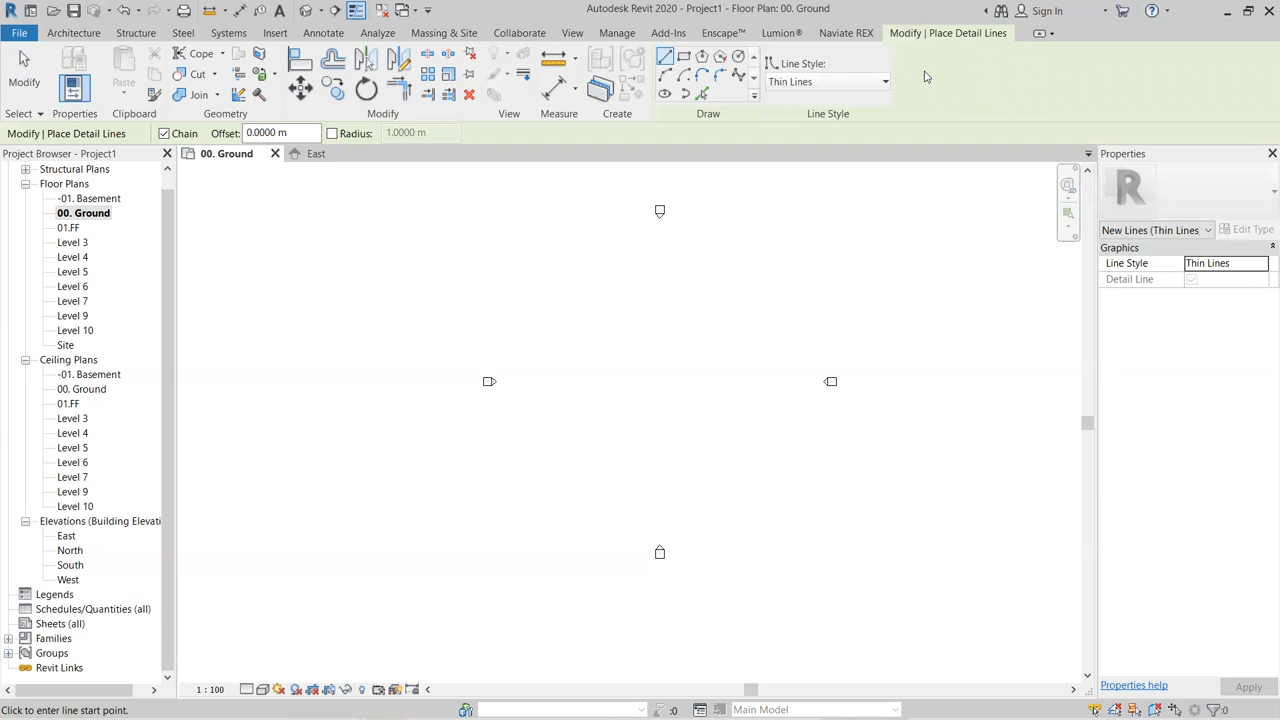 Autodesk Revit 2020 - Project1 - Floor Plan: 00. Ground
Sign In
File
Architecture
Structure
Steel
Systems
Insert
Annotate
Analyze
Massing & Site
Collaborate
View
Manage
Add-Ins
Enscape™
Lumion®
Naviate REX
Modify | Place Detail Lines
Modify
Paste
Cope
Cut
Join
Line Style:
Thin Lines
Select
Properties
Clipboard
Geometry
Modify
View
Measure
Create
Draw
Line Style
Modify | Place Detail Lines
Chain
Offset:
0.0000 m
Radius:
1.0000 m
Project Browser - Project1
Structural Plans
Floor Plans
-01. Basement
00. Ground
01.FF
Level 3
Level 4
Level 5
Level 6
Level 7
Level 9
Level 10
Site
Ceiling Plans
-01. Basement
00. Ground
01.FF
Level 3
Level 4
Level 5
Level 6
Level 7
Level 9
Level 10
Elevations (Building Elevati
East
North
South
West
Legends
Schedules/Quantities (all)
Sheets (all)
Families
Groups
Revit Links
00. Ground
East
2D
1 : 100
Properties
R
New Lines (Thin Lines
Edit Type
Graphics
Line Style
Thin Lines
Detail Line
Properties help
Apply
Click to enter line start point.
:0
Main Model
:0